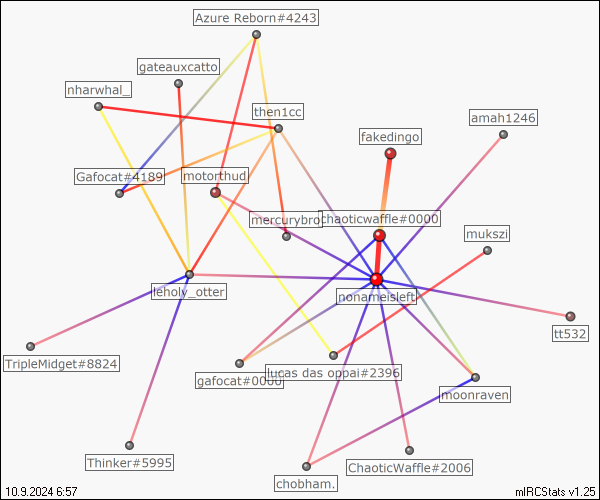 Azure Reborn#4243
gateauxcatto
nharwhal_
then1cc
amah1246
fakedingo
Gafocat#4189
motorthud
mercurybro
chaoticwaffle#0000
mukszi
leholy_otter
nonameisleft
tt532
TripleMidget#8824
gafocat#0000
lucas das oppai#2396
moonraven
Thinker#5995
chobham.
ChaoticWaffle#2006
10.9.2024 6:57
mIRCStats v1.25